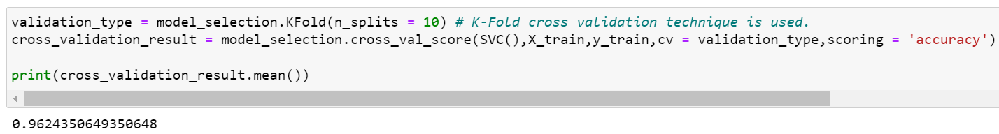 validation_type = model_selection.KFold(n_splits = 10) # K-Fold cross validation technique is used.
cross_validation_result = model_selection.cross_val_score(SVC(),X_train,y_train,cv = validation_type,scoring = 'accuracy')
print(cross_validation_result.mean())
0.9624350649350648